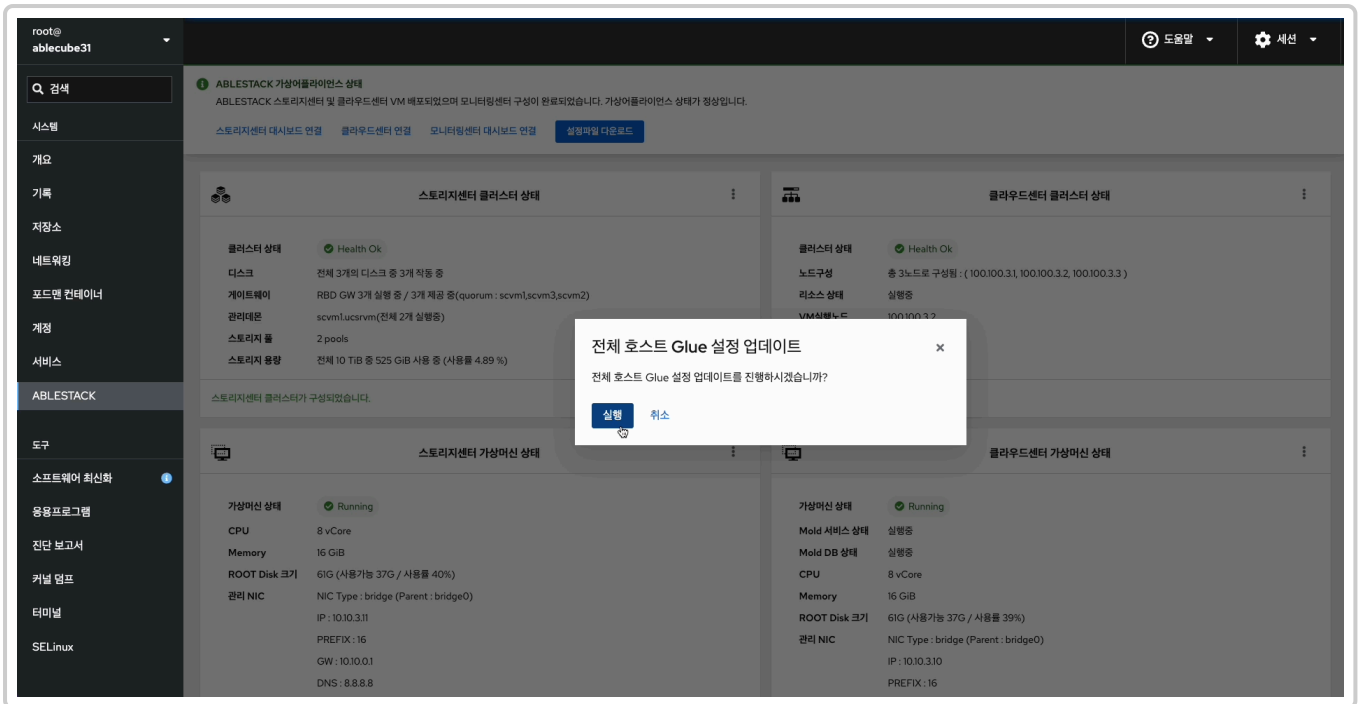 root@
ablecube31
도움말
세션
검색
시스템
개요
기록
저장소
네트워킹
포드맨 컨테이너
계정
서비스
ABLESTACK
도구
소프트웨어 최신화
응용프로그램
진단 보고서
커널 덤프
터미널
SELinux
ABLESTACK 가상어플라이언스 상태
ABLESTACK 스토리지센터 및 클라우드센터 VM 배포되었으며 모니터링센터 구성이 완료되었습니다. 가상어플라이언스 상태가 정상입니다.
스토리지센터 대시보드 연결 클라우드센터 연결 모니터링센터 대시보드 연결 설정파일 다운로드
스토리지센터 클러스터 상태
클러스터 상태 Health Ok
디스크 전체 3개의 디스크 중 3개 작동 중
게이트웨이 RBD GW 3개 실행 중 / 3개 제공 중(quorum : scvm1,scvm3,scvm2)
관리데몬 scvm1.ucsrvm(전체 2개 실행중)
스토리지 풀 2 pools
스토리지 용량 전체 10 TiB 중 525 GiB 사용 중 (사용률 4.89 %)
스토리지센터 클러스터가 구성되었습니다.
클라우드센터 클러스터 상태
클러스터 상태 Health Ok
노드구성 총 3노드로 구성됨 : ( 100.100.3.1, 100.100.3.2, 100.100.3.3 )
리소스 상태 실행중
VM실행노드 100.100.3.2
전체 호스트 Glue 설정 업데이트
전체 호스트 Glue 설정 업데이트를 진행하시겠습니까?
실행 취소
스토리지센터 가상머신 상태
가상머신 상태 Running
CPU 8 vCore
Memory 16 GiB
ROOT Disk 크기 61G (사용가능 37G / 사용률 40%)
관리 NIC NIC Type : bridge (Parent : bridge0)
IP : 10.10.3.11
PREFIX : 16
GW : 10.10.0.1
DNS : 8.8.8.8
클라우드센터 가상머신 상태
가상머신 상태 Running
Mold 서비스 상태 실행중
Mold DB 상태 실행중
CPU 8 vCore
Memory 16 GiB
ROOT Disk 크기 61G (사용가능 37G / 사용률 39%)
관리 NIC NIC Type : bridge (Parent : bridge0)
IP : 10.10.3.10
PREFIX : 16